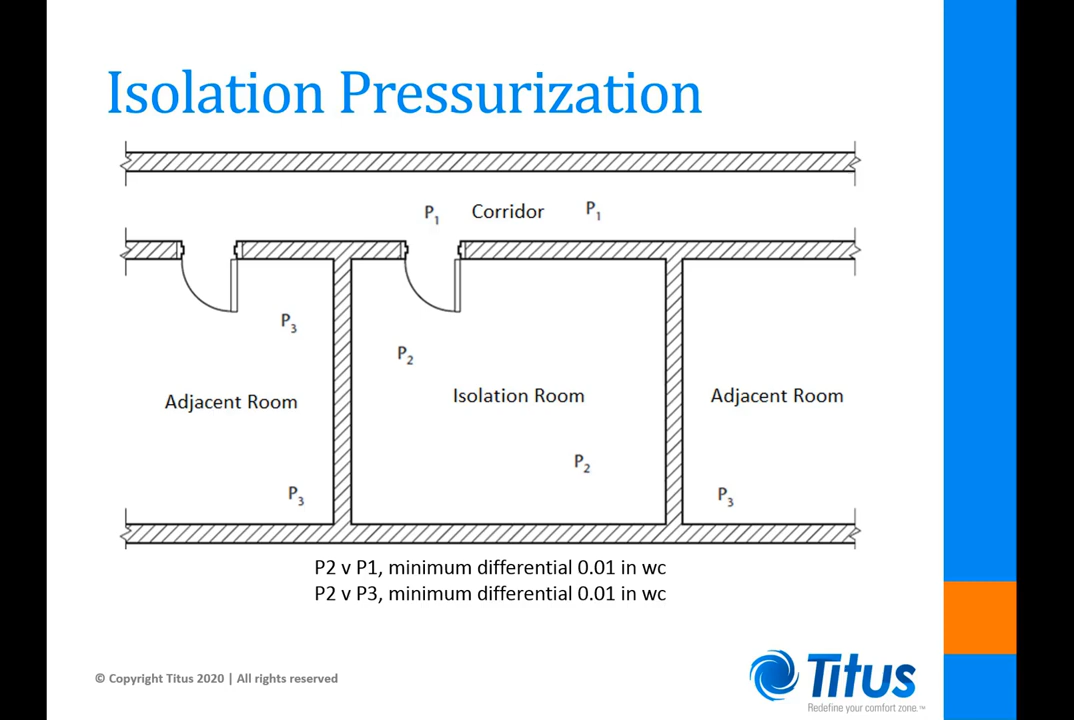 Isolation Pressurization
P1 Corridor P1
P3
P2
Adjacent Room Isolation Room Adjacent Room
P2
P3 P3
P2 v P1, minimum differential 0.01 in wc
P2 v P3, minimum differential 0.01 in wc
© Copyright Titus 2020 | All rights reserved
Titus
Redefine your comfort zone.™